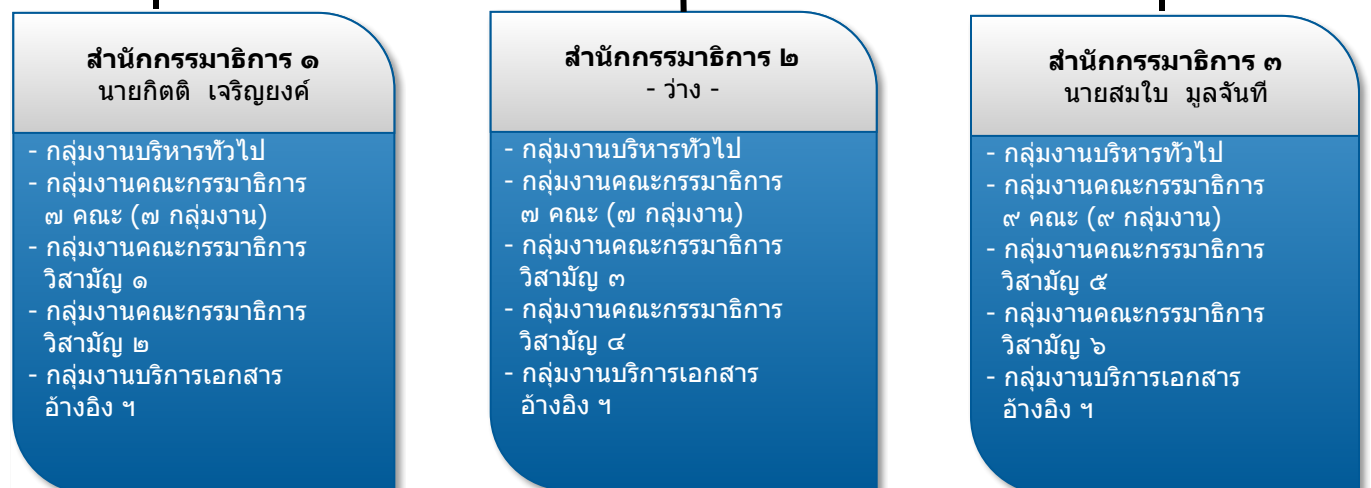 สำนักกรรมาธิการ ๑
นายกิตติ เจริญยงค์
- กลุ่มงานบริหารทั่วไป
- กลุ่มงานคณะกรรมาธิการ
๗ คณะ (๗ กลุ่มงาน)
- กลุ่มงานคณะกรรมาธิการ
วิสามัญ ๑
- กลุ่มงานคณะกรรมาธิการ
วิสามัญ ๒
- กลุ่มงานบริการเอกสาร
อ้างอิง ฯ
สำนักกรรมาธิการ ๒
- ว่าง -
- กลุ่มงานบริหารทั่วไป
- กลุ่มงานคณะกรรมาธิการ
๗ คณะ (๗ กลุ่มงาน)
- กลุ่มงานคณะกรรมาธิการ
วิสามัญ ๓
- กลุ่มงานคณะกรรมาธิการ
วิสามัญ ๔
- กลุ่มงานบริการเอกสาร
อ้างอิง ฯ
สำนักกรรมาธิการ ๓
นายสมใบ มูลจันที
- กลุ่มงานบริหารทั่วไป
- กลุ่มงานคณะกรรมาธิการ
๙ คณะ (๙ กลุ่มงาน)
- กลุ่มงานคณะกรรมาธิการ
วิสามัญ ๕
- กลุ่มงานคณะกรรมาธิการ
วิสามัญ ๖
- กลุ่มงานบริการเอกสาร
อ้างอิง ฯ